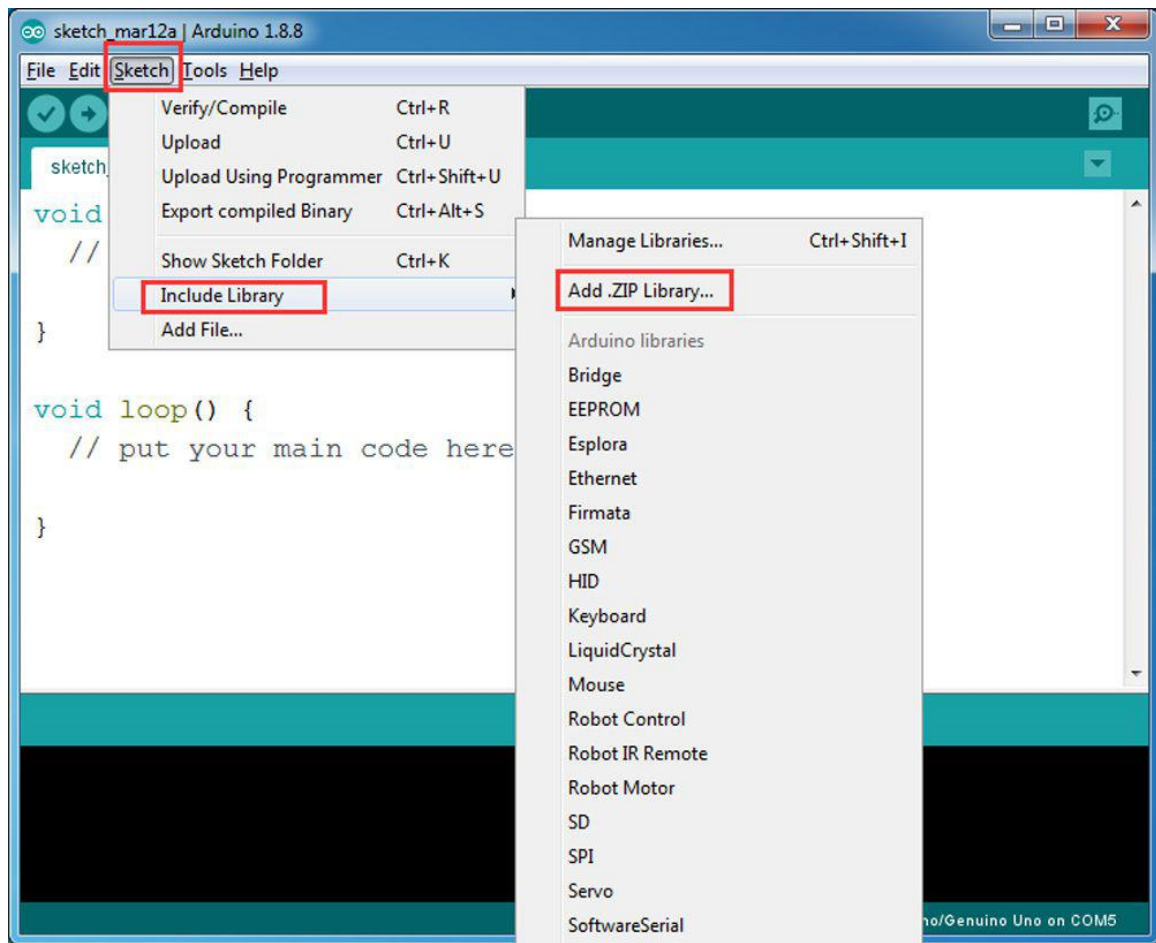 sketch_mar12a | Arduino 1.8.8
File Edit Sketch Tools Help
Verify/Compile Ctrl+R
Upload Ctrl+U
Upload Using Programmer Ctrl+Shift+U
Export compiled Binary Ctrl+Alt+S
Show Sketch Folder Ctrl+K
Include Library
Add File...
sketch_
void
//
}
void loop() {
// put your main code here
}
Manage Libraries... Ctrl+Shift+I
Add .ZIP Library...
Arduino libraries
Bridge
EEPROM
Esplora
Ethernet
Firmata
GSM
HID
Keyboard
LiquidCrystal
Mouse
Robot Control
Robot IR Remote
Robot Motor
SD
SPI
Servo
SoftwareSerial
no/Genuino Uno on COM5